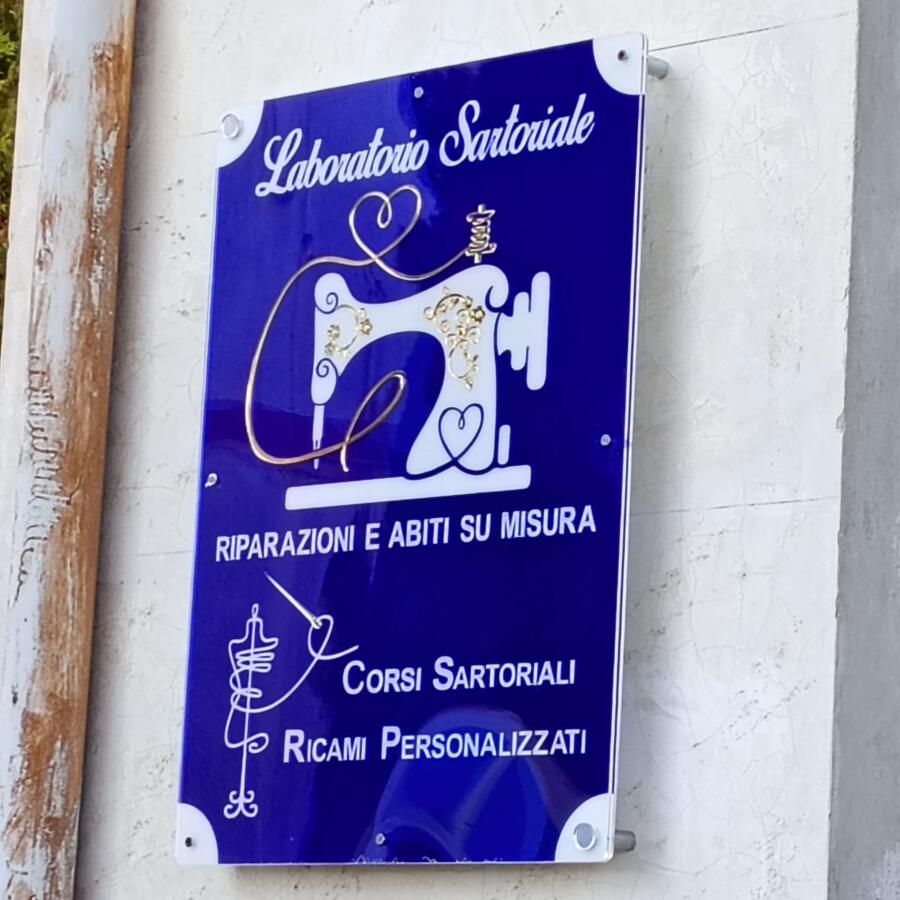 Laboratorio Sartoriale
RIPARAZIONI E ABITI SU MISURA
CORSI SARTORIALI
RICAMI PERSONALIZZATI